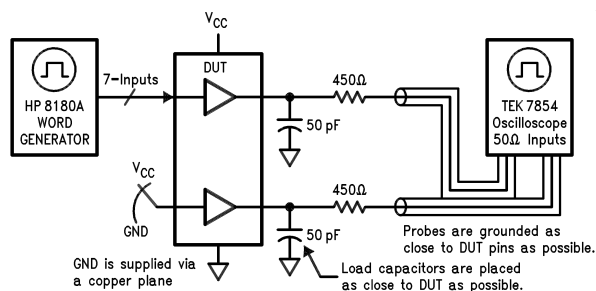 VCC
DUT
7-Inputs
450Ω
HP 8180A
WORD
GENERATOR
TEK 7854
Oscilloscope
50Ω Inputs
50 pF
VCC
450Ω
GND
50 pF
Probes are grounded as
close to DUT pins as possible.
GND is supplied via
a copper plane
Load capacitors are placed
as close to DUT as possible.